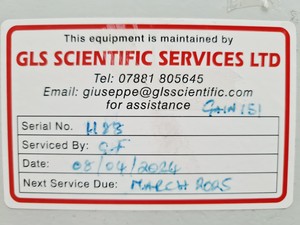 This equipment is maintained by
GLS SCIENTIFIC SERVICES LTD
Tel: 07881 805645
Email: giuseppe@glsscientific.com
for assistance
Serial No. H83
Serviced By: G.F
Date: 08/04/2024
Next Service Due: MARCH 2025